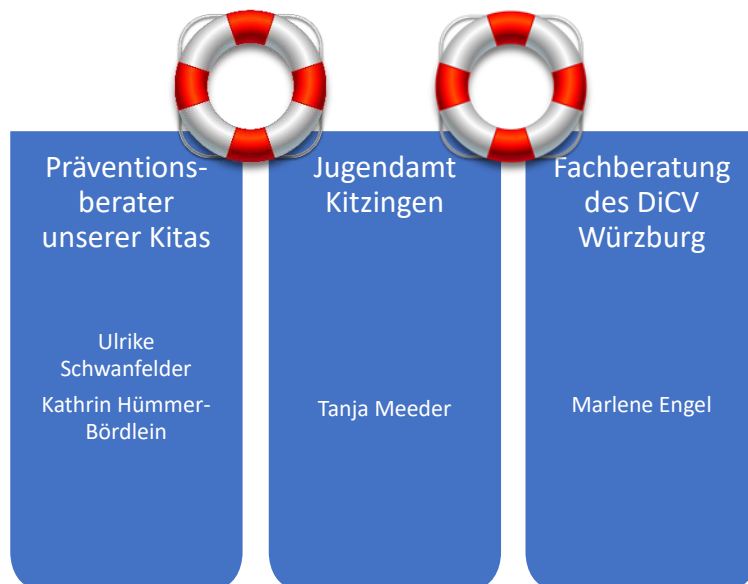 Präventions-
berater
unserer Kitas
Ulrike
Schwanfelder
Kathrin Hümmer-
Bördlein
Jugendamt
Kitzingen
Tanja Meeder
Fachberatung
des DiCV
Würzburg
Marlene Engel